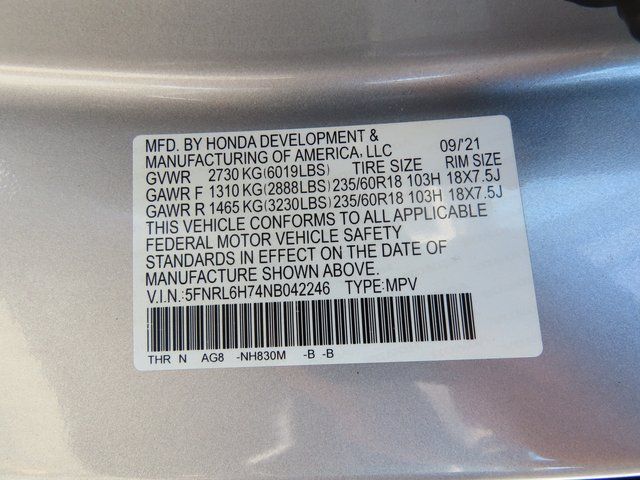 MFD. BY HONDA DEVELOPMENT &
MANUFACTURING OF AMERICA, LLC 09/'21
GVWR 2730 KG(6019LBS) TIRE SIZE RIM SIZE
GAWR F 1310 KG(2888LBS)235/60R18 103H 18X7.5J
GAWR R 1465 KG(3230LBS)235/60R18 103H 18X7.5J
THIS VEHICLE CONFORMS TO ALL APPLICABLE
FEDERAL MOTOR VEHICLE SAFETY
STANDARDS IN EFFECT ON THE DATE OF
MANUFACTURE SHOWN ABOVE.
V.I.N.:5FNRL6H74NB042246 TYPE:MPV
THR N AG8 -NH830M -B -B